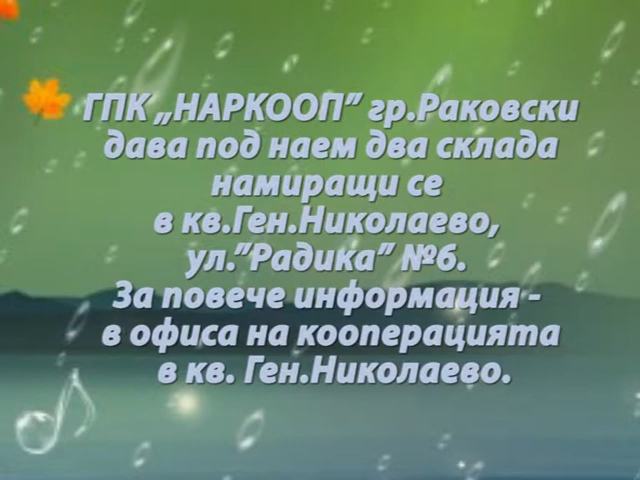 ГПК „НАРКООП” гр.Раковски
дава под наем два склада
намиращи се
в кв.Ген.Николаево,
ул.”Радика” №6.
За повече информация -
в офиса на кооперацията
в кв. Ген.Николаево.